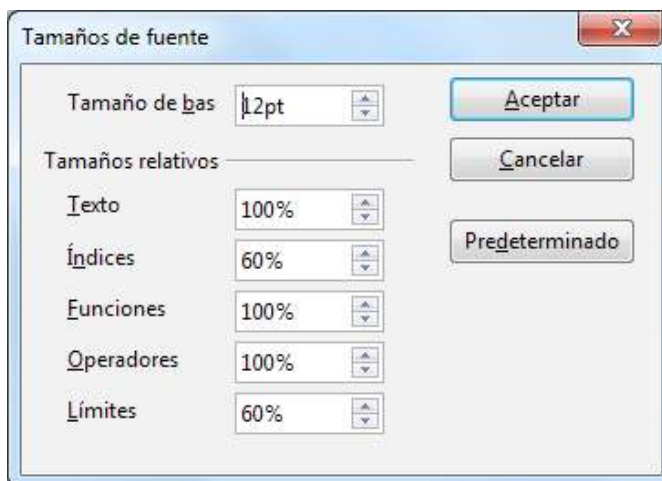 Tamaños de fuente
Tamaño de bas 12pt
Aceptar
Tamaños relativos
Cancelar
Texto 100%
Predeterminado
Índices 60%
Funciones 100%
Operadores 100%
Límites 60%